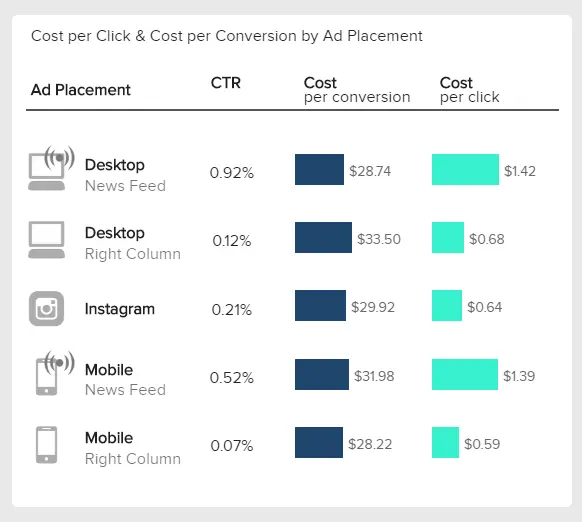 Cost per Click & Cost per Conversion by Ad Placement
Ad Placement CTR Cost per conversion Cost per click
Desktop
News Feed 0.92% $28.74 $1.42
Desktop
Right Column 0.12% $33.50 $0.68
Instagram 0.21% $29.92 $0.64
Mobile
News Feed 0.52% $31.98 $1.39
Mobile
Right Column 0.07% $28.22 $0.59